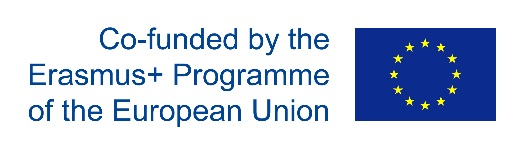 Co-funded by the
Erasmus+ Programme
of the European Union